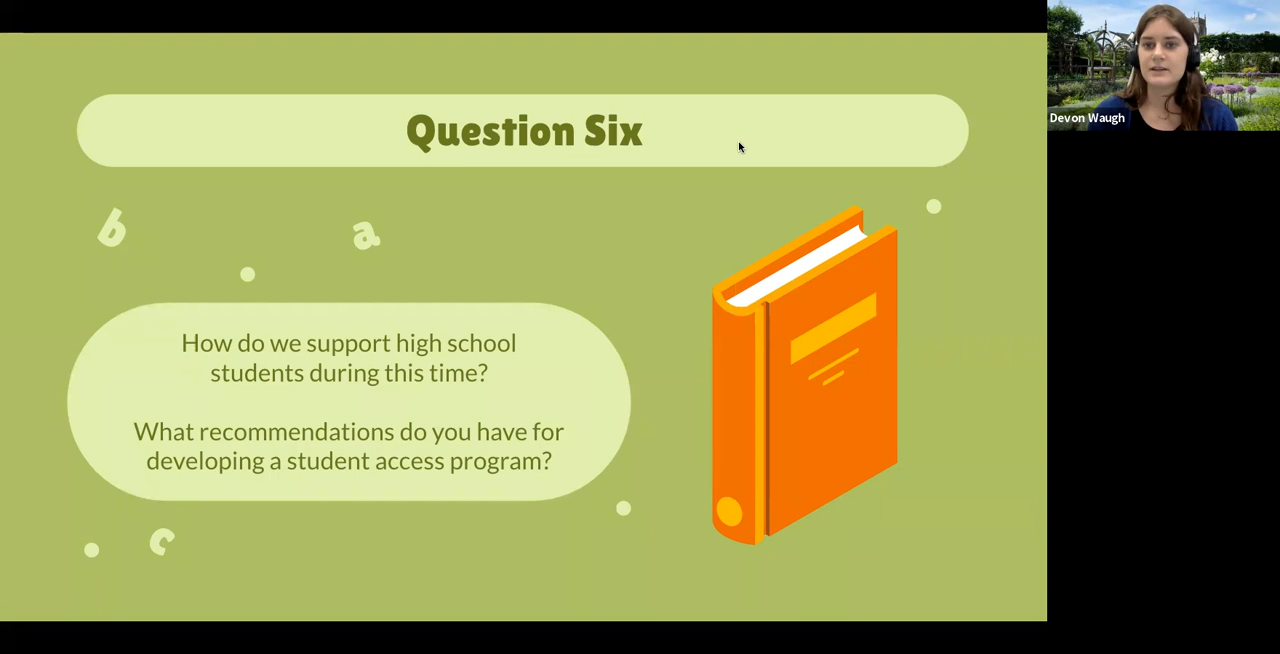 Question Six
Devon Waugh
b
a
How do we support high school
students during this time?
What recommendations do you have for
developing a student access program?
c